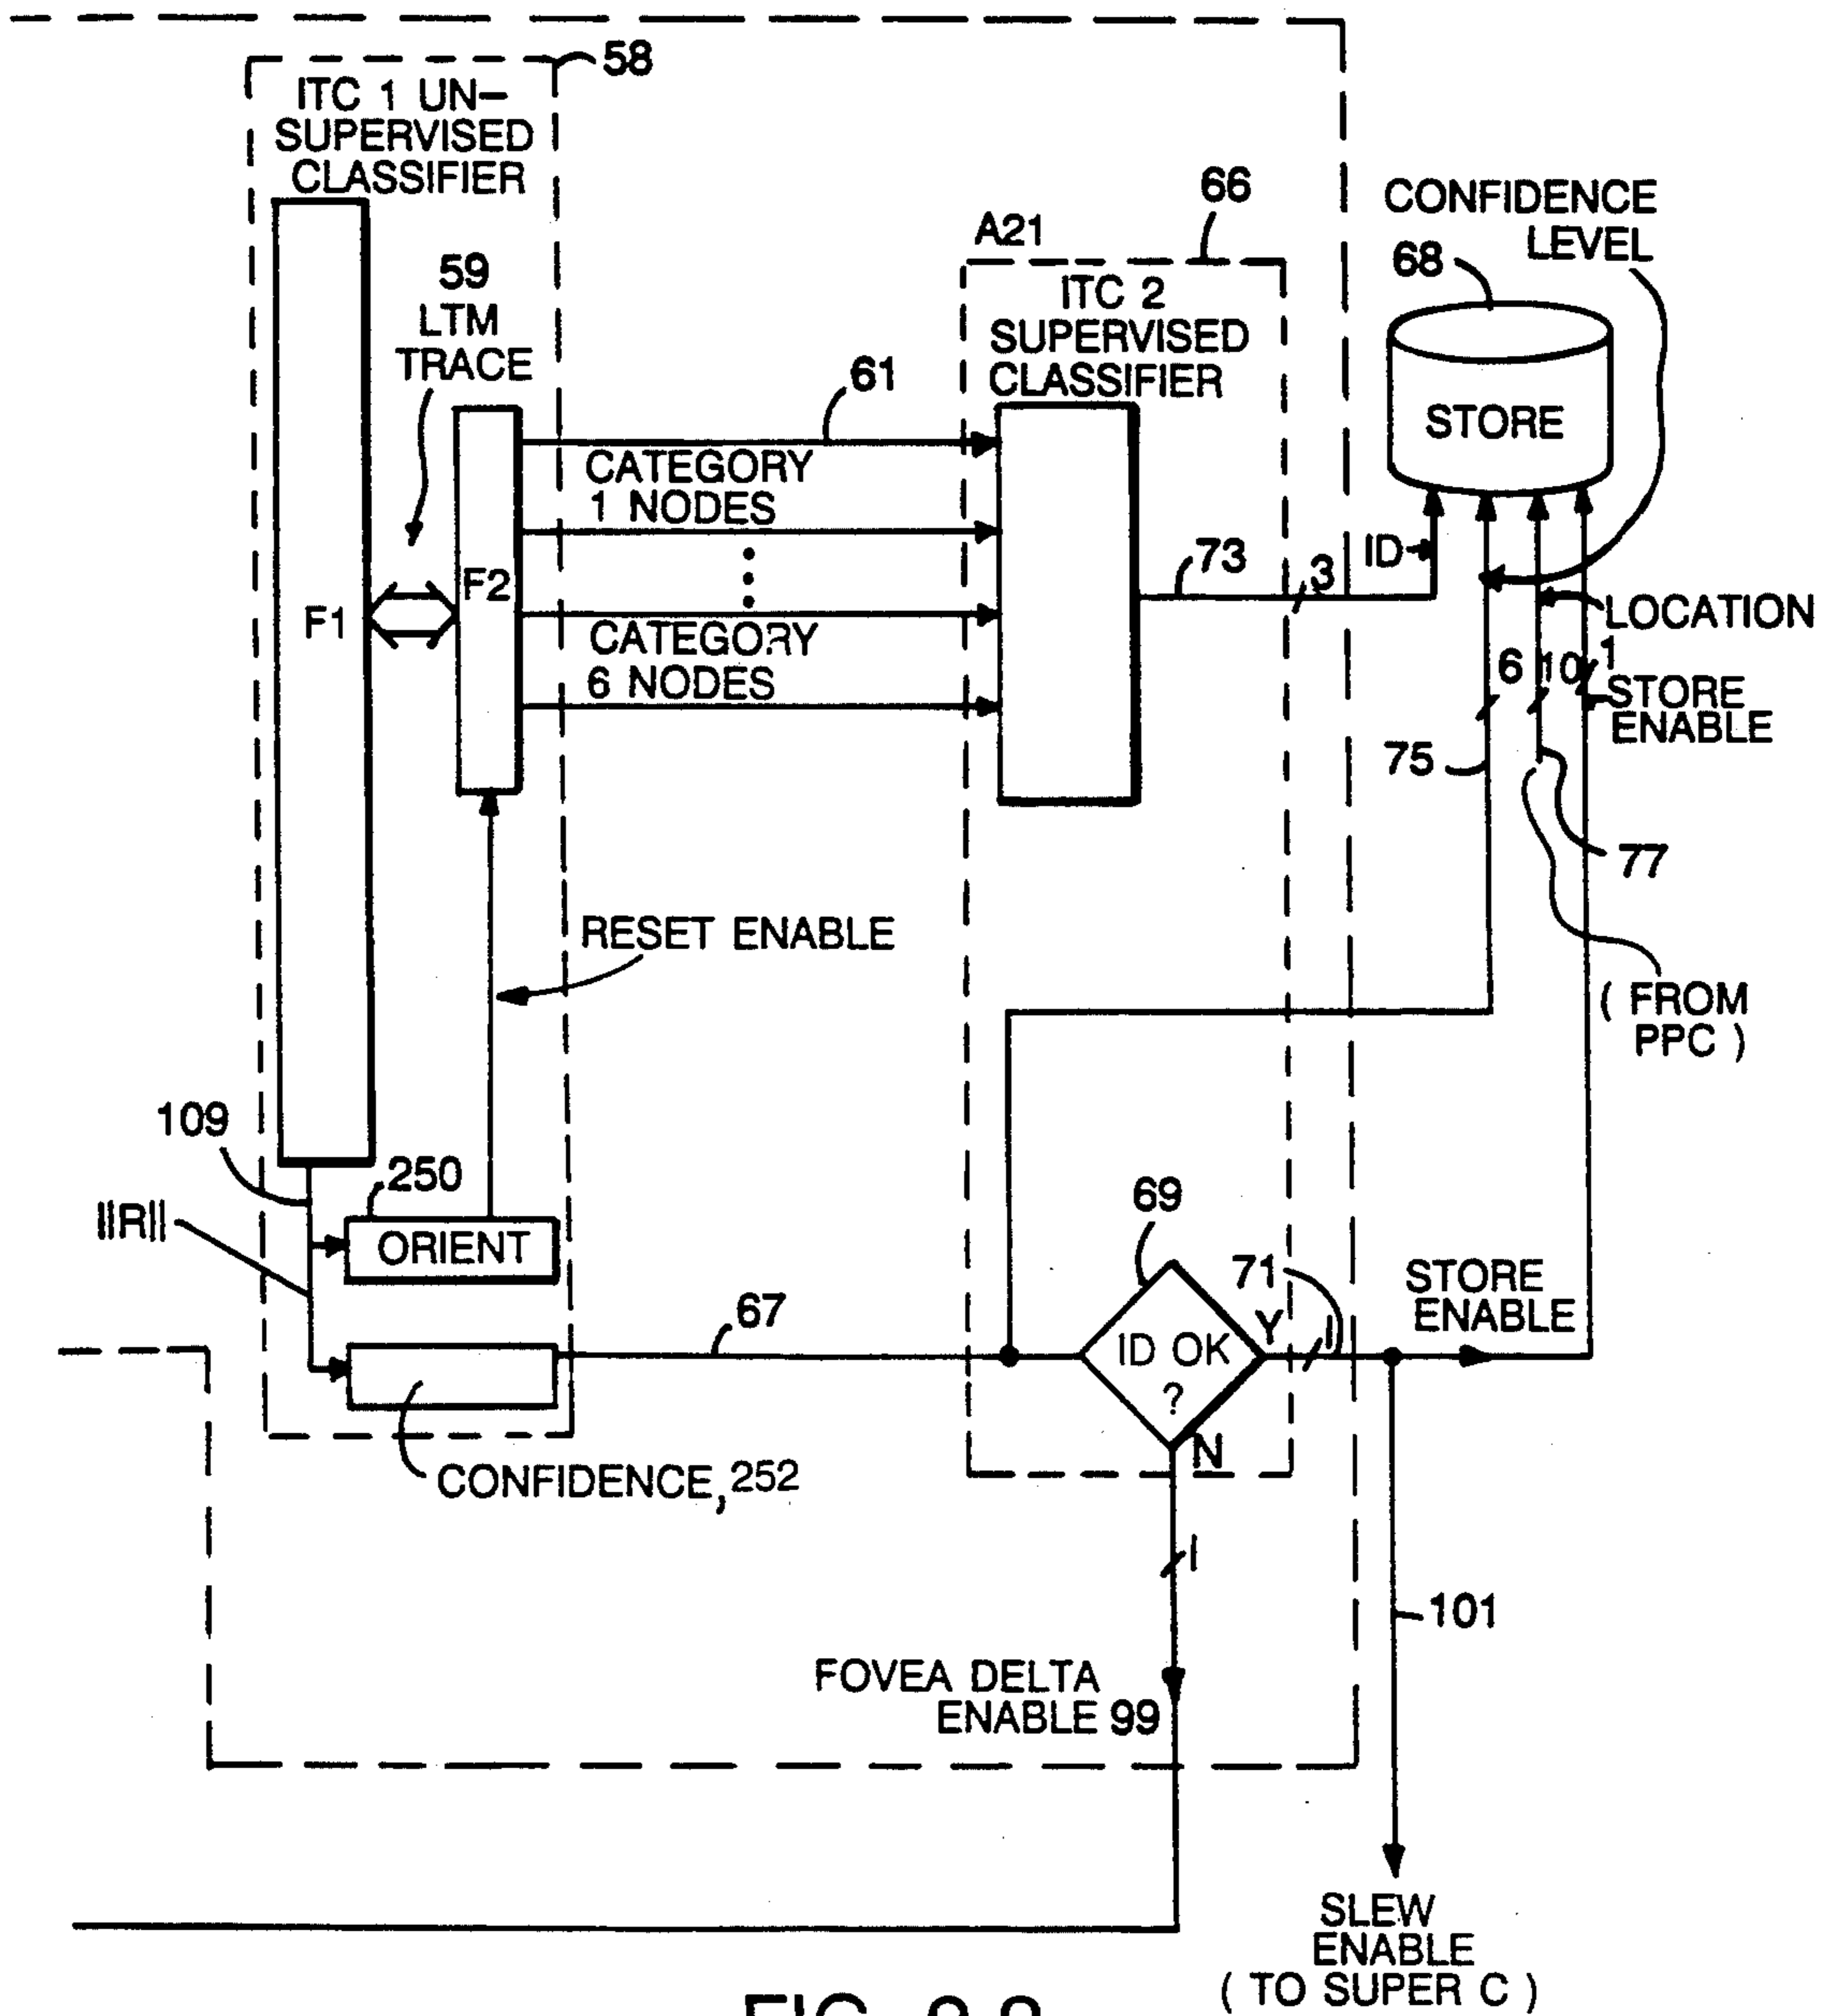 58
ITC 1 UN-
SUPERVISED
CLASSIFIER
66
CONFIDENCE
LEVEL
A21
59
LTM
TRACE
68
ITC 2
SUPERVISED
CLASSIFIER
61
STORE
CATEGORY
1 NODES
F1
F2
73
3
ID
LOCATION
CATEGORY
6 NODES
6
10
1
STORE
ENABLE
75
77
RESET ENABLE
( FROM
PPC )
109
250
||R||
ORIENT
69
71
STORE
ENABLE
67
ID OK
?
Y
1
N
CONFIDENCE, 252
1
101
FOVEA DELTA
ENABLE 99
SLEW
ENABLE
( TO SUPER C )